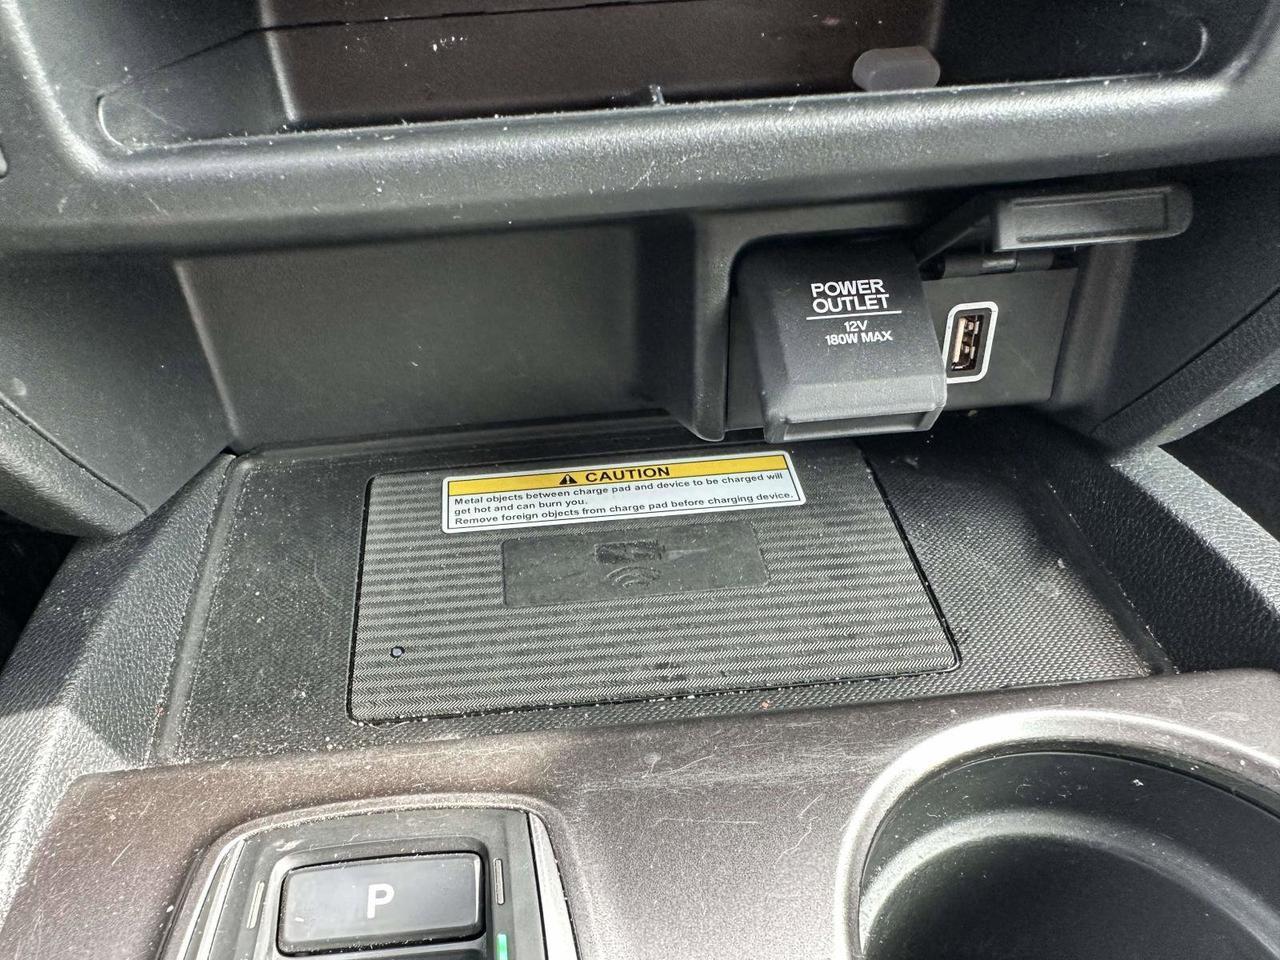 POWER
OUTLET
12V
180W MAX
CAUTION
Metal objects between charge pad and device to be charged will
get hot and can burn you.
Remove foreign objects from charge pad before charging device.
P